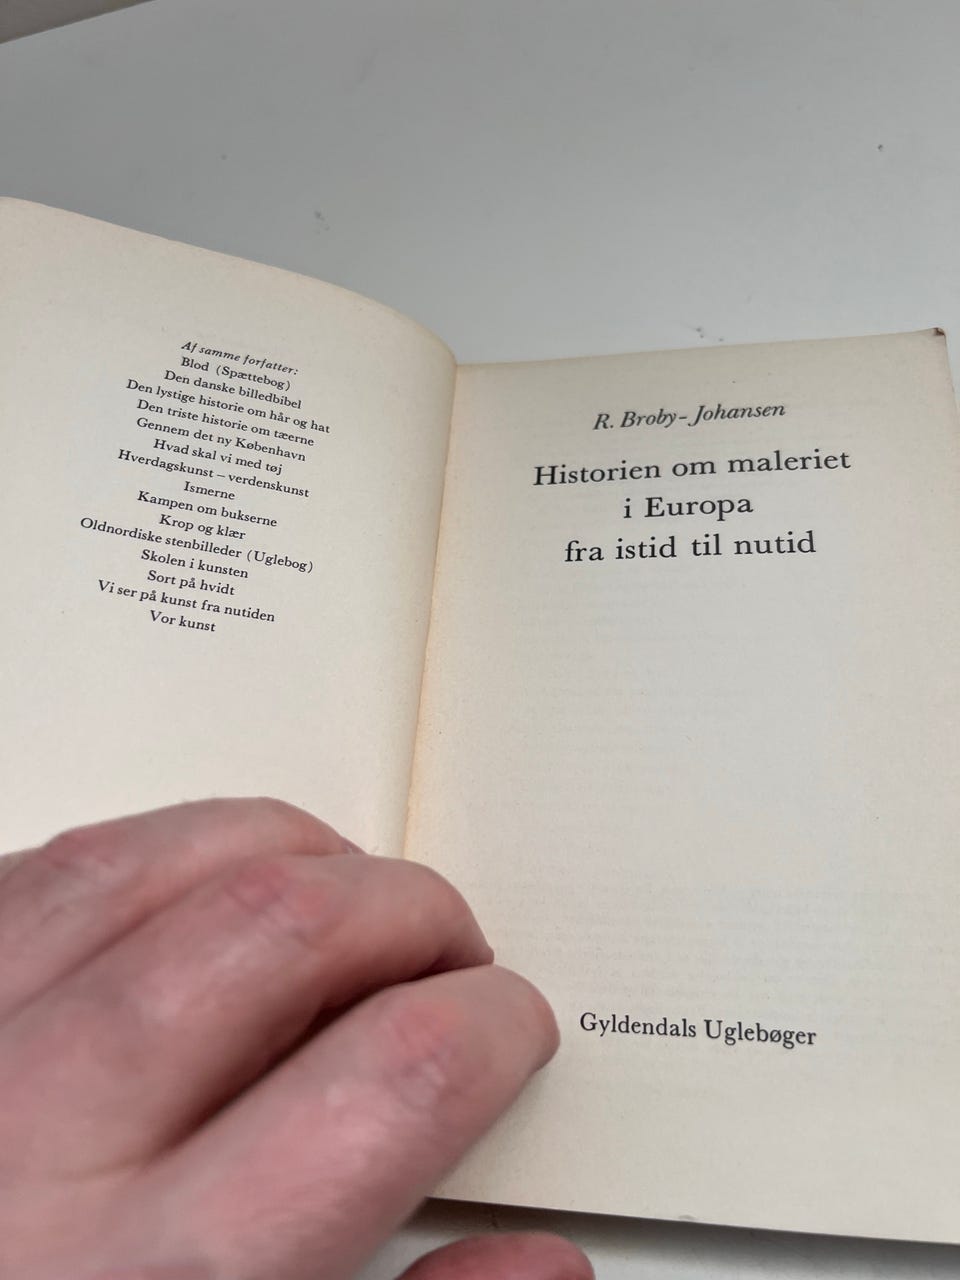 Af samme forfatter:
Blod (Spættebog)
Den danske billedbibel
Den lystige historie om hår og hat
Den triste historie om tæerne
Gennem det ny København
Hvad skal vi med tøj
Hverdagskunst – verdenskunst
Ismerne
Kampen om bukserne
Krop og klær
Oldnordiske stenbilleder (Uglebog)
Skolen i kunsten
Sort på hvidt
Vi ser på kunst fra nutiden
Vor kunst
R. Broby-Johansen
Historien om maleriet
i Europa
fra istid til nutid
Gyldendals Uglebøger